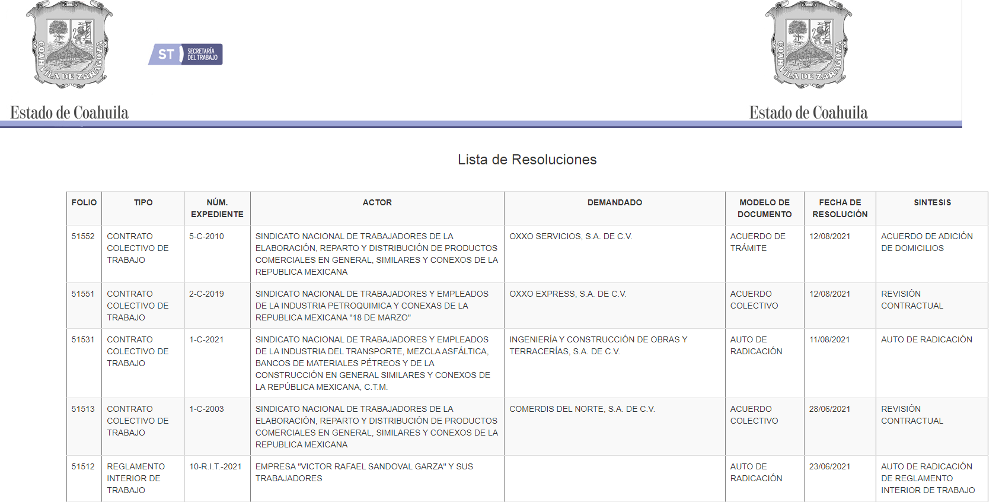 COAHVILA DE ZARAGOZA
ST SECRETARÍA
DEL TRABAJO
COAHVILA DE ZARAGOZA
Estado de Coahuila
Estado de Coahuila
Lista de Resoluciones
FOLIO TIPO NÚM. EXPEDIENTE ACTOR DEMANDADO MODELO DE DOCUMENTO FECHA DE RESOLUCIÓN SINTESIS
51552
CONTRATO
COLECTIVO DE
TRABAJO
5-C-2010
SINDICATO NACIONAL DE TRABAJADORES DE LA
ELABORACIÓN, REPARTO Y DISTRIBUCIÓN DE PRODUCTOS
COMERCIALES EN GENERAL, SIMILARES Y CONEXOS DE LA
REPUBLICA MEXICANA
OXXO SERVICIOS, S.A. DE C.V.
ACUERDO DE
TRÁMITE
12/08/2021
ACUERDO DE ADICIÓN
DE DOMICILIOS
51551
CONTRATO
COLECTIVO DE
TRABAJO
2-C-2019
SINDICATO NACIONAL DE TRABAJADORES Y EMPLEADOS
DE LA INDUSTRIA PETROQUIMICA Y CONEXAS DE LA
REPUBLICA MEXICANA "18 DE MARZO"
OXXO EXPRESS, S.A. DE C.V.
ACUERDO
COLECTIVO
12/08/2021
REVISIÓN
CONTRACTUAL
51531
CONTRATO
COLECTIVO DE
TRABAJO
1-C-2021
SINDICATO NACIONAL DE TRABAJADORES Y EMPLEADOS
DE LA INDUSTRIA DEL TRANSPORTE, MEZCLA ASFÁLTICA,
BANCOS DE MATERIALES PÉTREOS Y DE LA
CONSTRUCCIÓN EN GENERAL SIMILARES Y CONEXOS DE
LA REPÚBLICA MEXICANA, C.T.M.
INGENIERÍA Y CONSTRUCCIÓN DE OBRAS Y
TERRACERÍAS, S.A. DE C.V.
AUTO DE
RADICACIÓN
11/08/2021
AUTO DE RADICACIÓN
51513
CONTRATO
COLECTIVO DE
TRABAJO
1-C-2003
SINDICATO NACIONAL DE TRABAJADORES DE LA
ELABORACIÓN, REPARTO Y DISTRIBUCIÓN DE PRODUCTOS
COMERCIALES EN GENERAL, SIMILARES Y CONEXOS DE LA
REPUBLICA MEXICANA
COMERDIS DEL NORTE, S.A. DE C.V.
ACUERDO
COLECTIVO
28/06/2021
REVISIÓN
CONTRACTUAL
51512
REGLAMENTO
INTERIOR DE
TRABAJO
10-R.I.T.-2021
EMPRESA "VICTOR RAFAEL SANDOVAL GARZA" Y SUS
TRABAJADORES
AUTO DE
RADICACIÓN
23/06/2021
AUTO DE RADICACIÓN
DE REGLAMENTO
INTERIOR DE TRABAJO